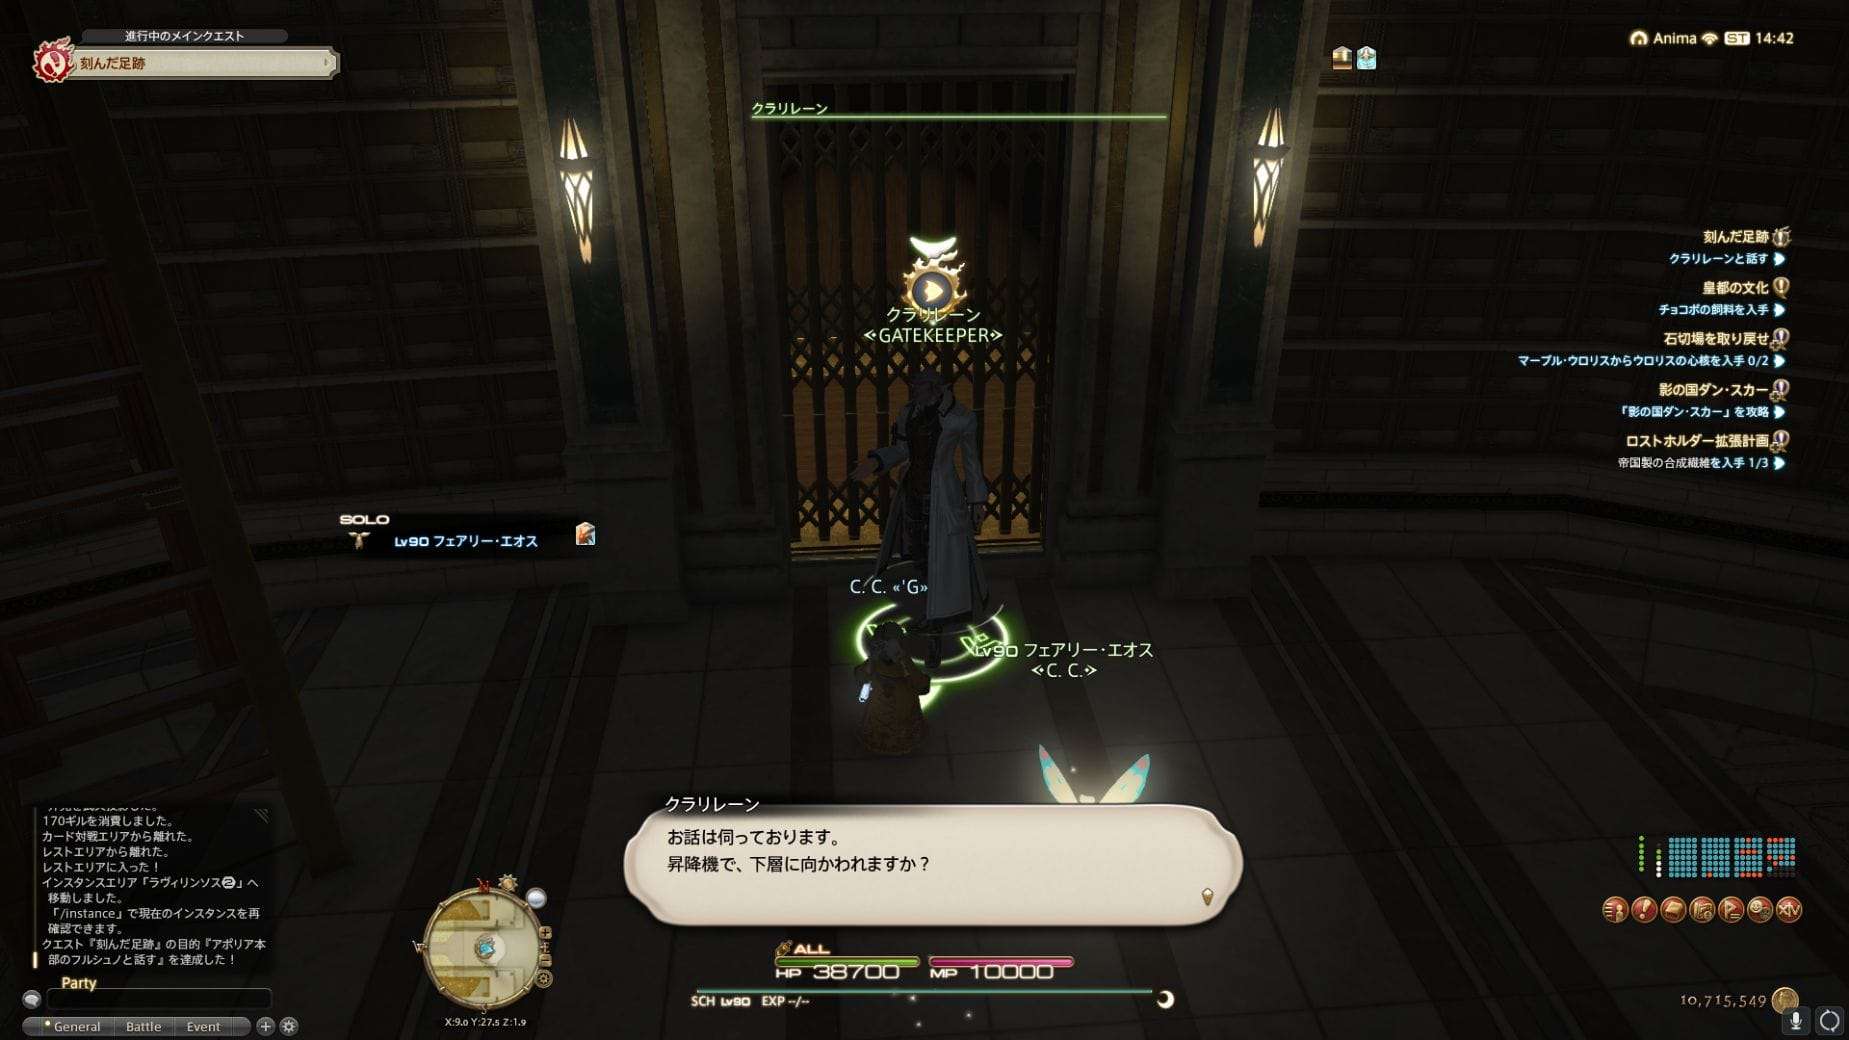 進行中のメインクエスト
刻んだ足跡
Anima ST 14:42
クラリレーン
クラリレーン
GATEKEEPER
刻んだ足跡
クラリレーンと話す
皇都の文化
チョコボの飼料を入手
石切場を取り戻せ
マーブル・ウロリスからウロリスの心核を入手 0/2
影の国ダン・スカー
「影の国ダン・スカー」を攻略
ロストホルダー拡張計画
帝国製の合成繊維を入手 1/3
SOLO
Lv90 フェアリー・エオス
C. C. «'G»
Lv90 フェアリー・エオス
C. C.
クラリレーン
お話は伺っております。
昇降機で、下層に向かわれますか？
170ギルを消費しました。
カード対戦エリアから離れた。
レストエリアから離れた。
レストエリアに入った！
インスタンスエリア「ラヴィリンソス2」へ
移動しました。
「/instance」で現在のインスタンスを再
確認できます。
クエスト『刻んだ足跡』の目的『アポリア本
部のフルシュノと話す』を達成した！
Party
General Battle Event
N
W
S
X:9.0 Y:27.5 Z:1.9
ALL
HP 38700 MP 10000
SCH Lv90 EXP --/--
XIV
10,715,549